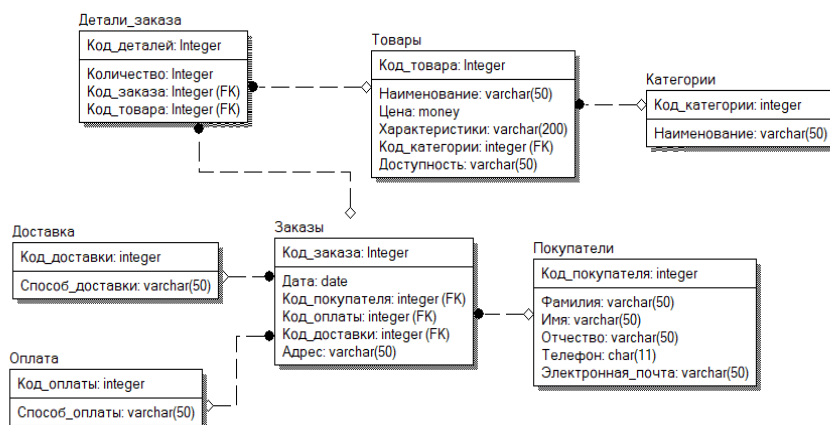 Детали_заказа
Код_деталей: Integer
Количество: Integer
Код_заказа: Integer (FK)
Код_товара: Integer (FK)
Товары
Код_товара: Integer
Наименование: varchar(50)
Цена: money
Характеристики: varchar(200)
Код_категории: integer (FK)
Доступность: varchar(50)
Категории
Код_категории: integer
Наименование: varchar(50)
Доставка
Код_доставки: integer
Способ_доставки: varchar(50)
Заказы
Код_заказа: Integer
Дата: date
Код_покупателя: integer (FK)
Код_оплаты: integer (FK)
Код_доставки: integer (FK)
Адрес: varchar(50)
Покупатели
Код_покупателя: integer
Фамилия: varchar(50)
Имя: varchar(50)
Отчество: varchar(50)
Телефон: char(11)
Электронная_почта: varchar(50)
Оплата
Код_оплаты: integer
Способ_оплаты: varchar(50)